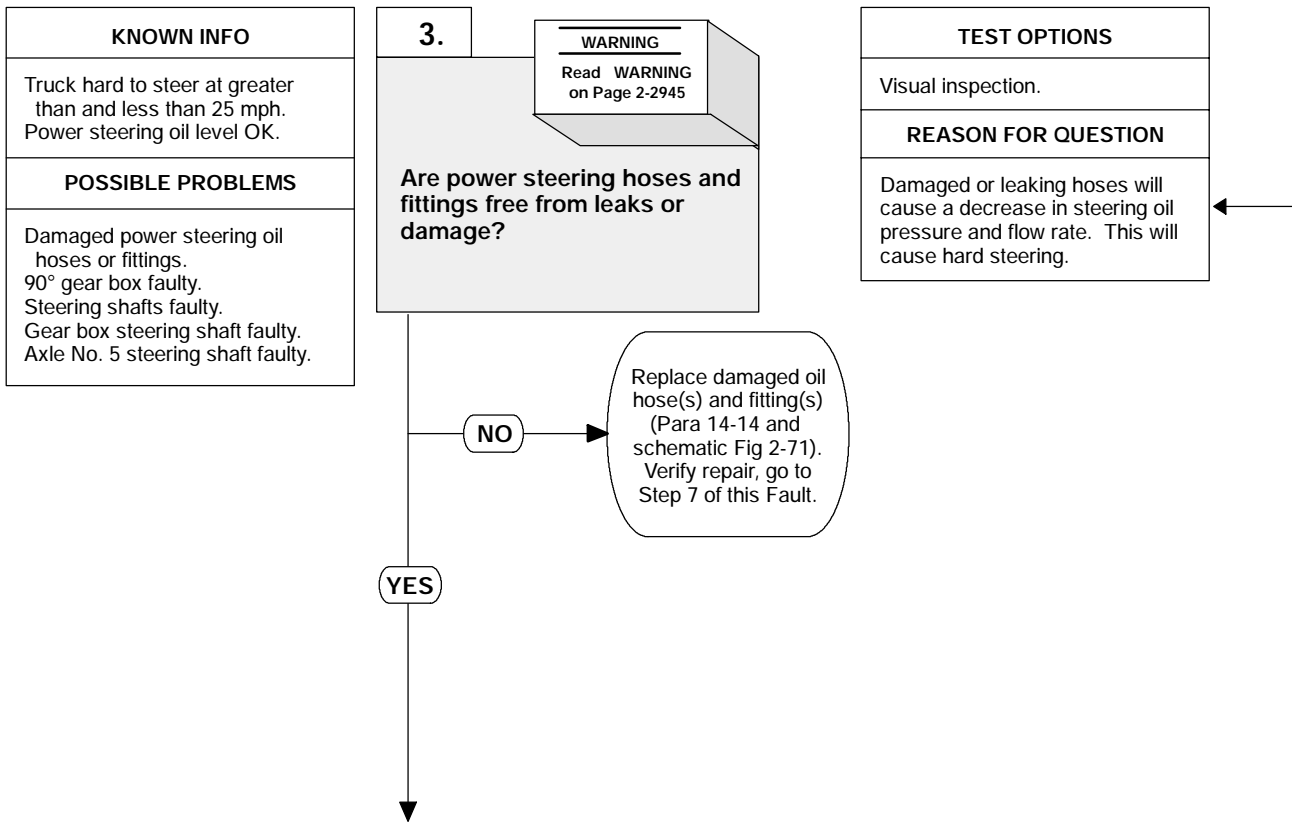 KNOWN INFO
Truck hard to steer at greater
than and less than 25 mph.
Power steering oil level OK.
POSSIBLE PROBLEMS
Damaged power steering oil
hoses or fittings.
90° gear box faulty.
Steering shafts faulty.
Gear box steering shaft faulty.
Axle No. 5 steering shaft faulty.
3.
WARNING
Read WARNING
on Page 2-2945
Are power steering hoses and
fittings free from leaks or
damage?
TEST OPTIONS
Visual inspection.
REASON FOR QUESTION
Damaged or leaking hoses will
cause a decrease in steering oil
pressure and flow rate. This will
cause hard steering.
NO
Replace damaged oil
hose(s) and fitting(s)
(Para 14-14 and
schematic Fig 2-71).
Verify repair, go to
Step 7 of this Fault.
YES